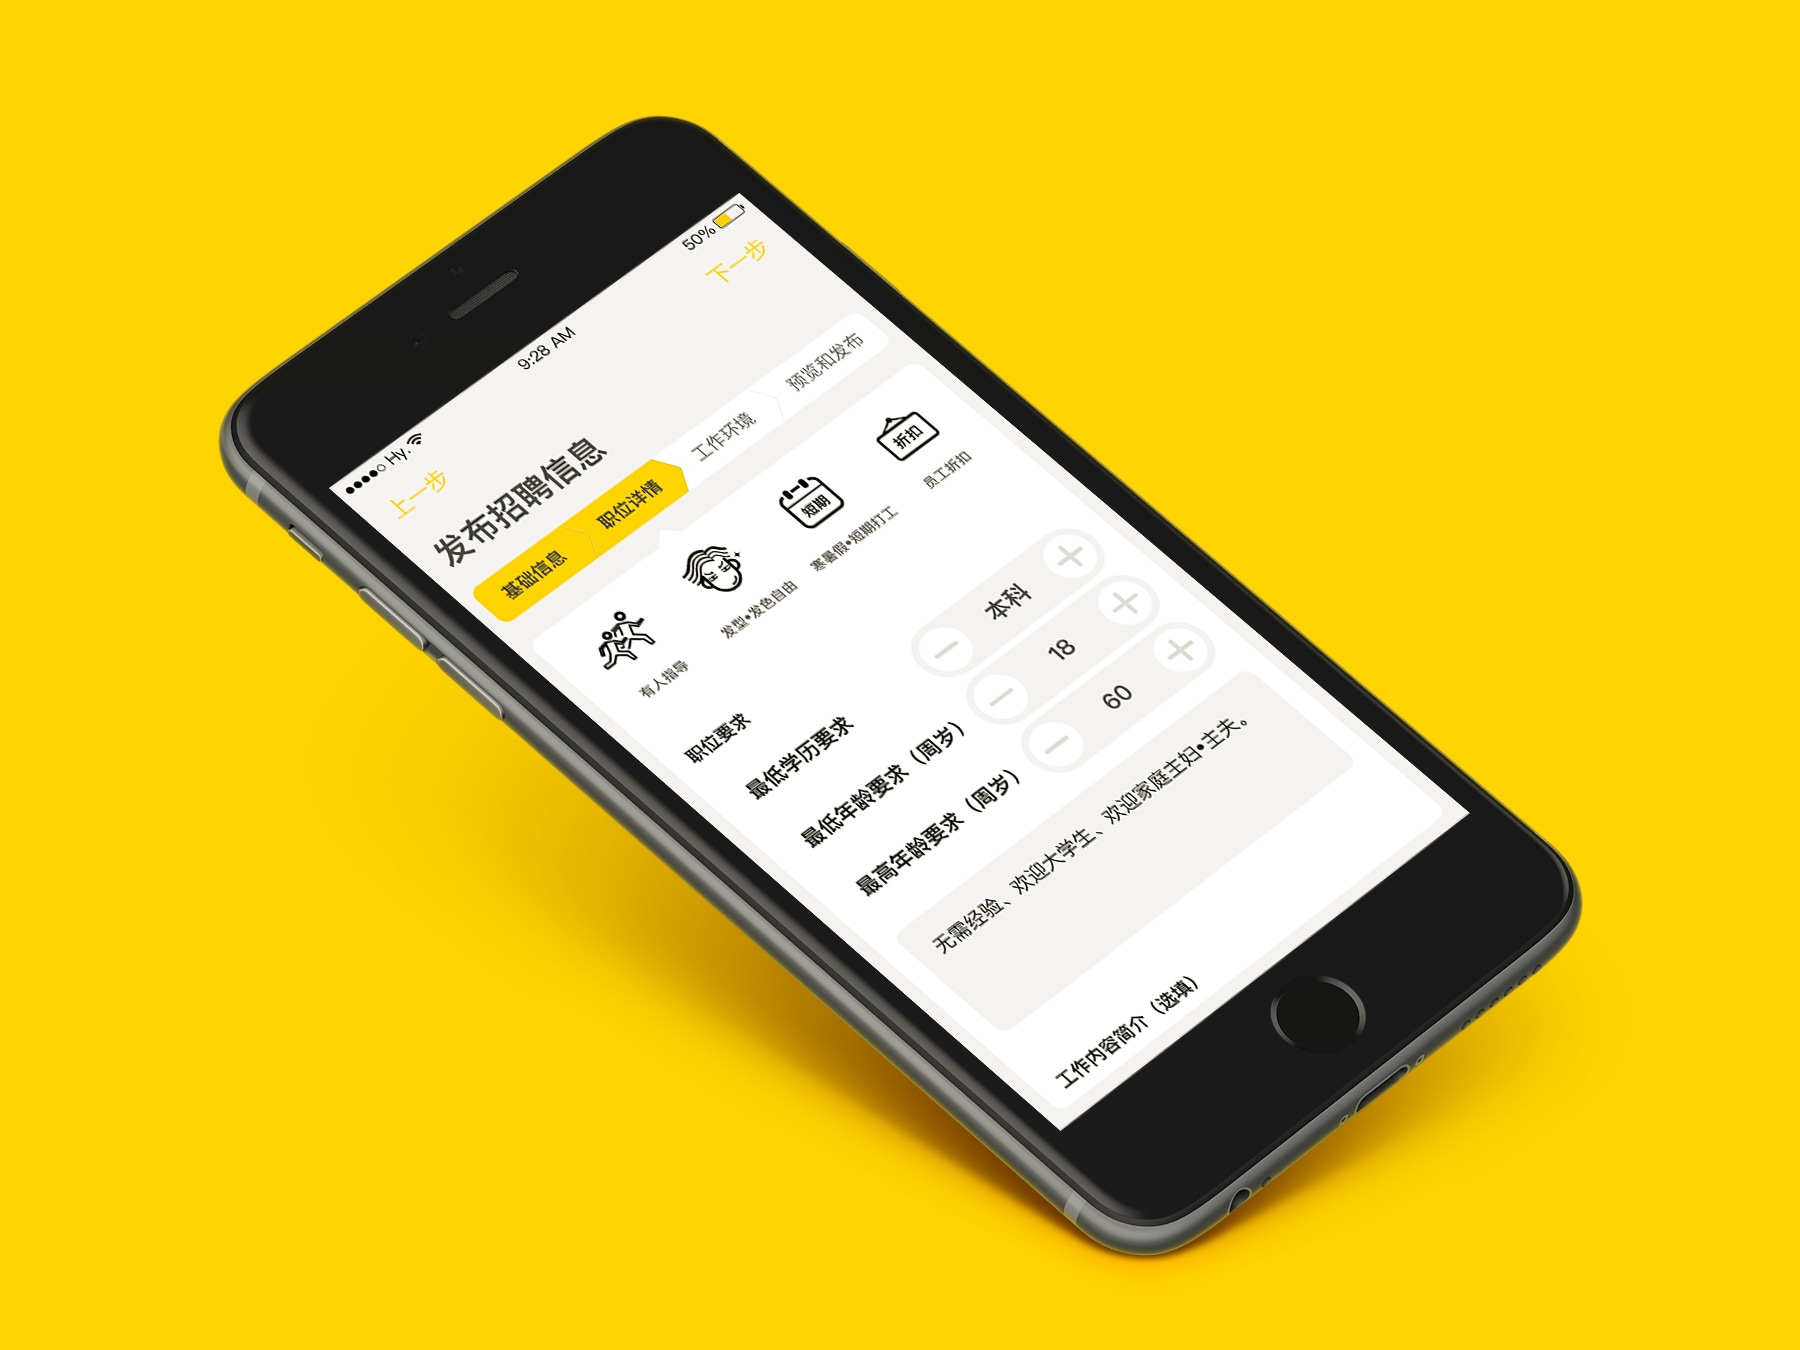 Hy. 9:28 AM 50%
上一步 下一步
发布招聘信息
基础信息 职位详情 工作环境 预览和发布
短期 折扣
有人指导 发型•发色自由 寒暑假•短期打工 员工折扣
职位要求
最低学历要求 本科
最低年龄要求（周岁） 18
最高年龄要求（周岁） 60
无需经验、欢迎大学生、欢迎家庭主妇•主夫。
工作内容简介（选填）